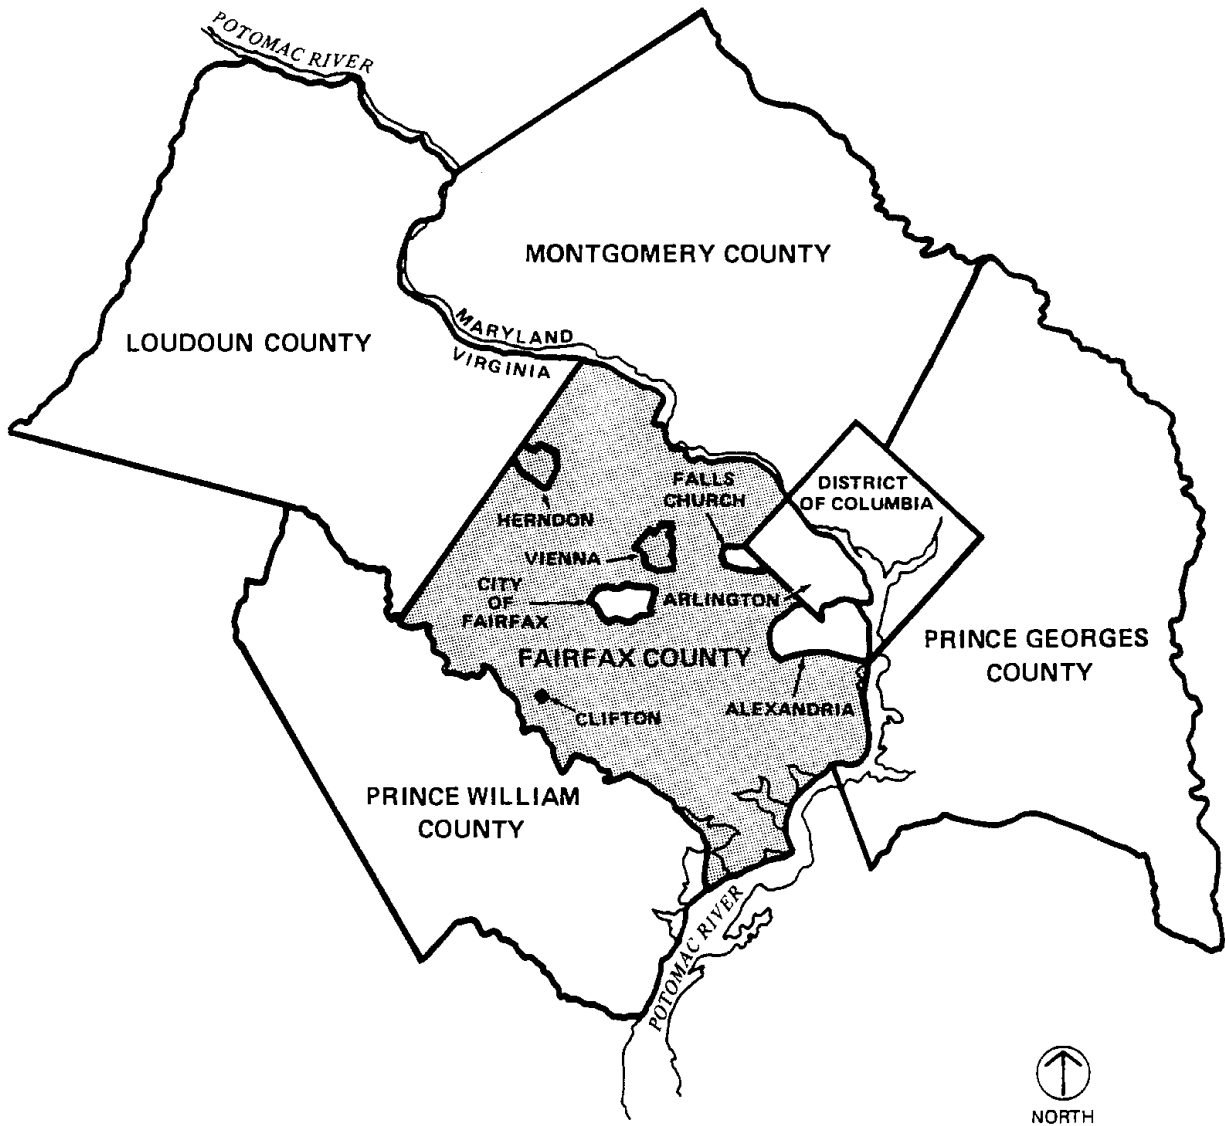 POTOMAC RIVER
MONTGOMERY COUNTY
LOUDOUN COUNTY
MARYLAND
VIRGINIA
FALLS
CHURCH
DISTRICT
OF COLUMBIA
HERNDON
VIENNA
CITY
OF
FAIRFAX
ARLINGTON
FAIRFAX COUNTY
PRINCE GEORGES
COUNTY
ALEXANDRIA
CLIFTON
PRINCE WILLIAM
COUNTY
POTOMAC RIVER
NORTH